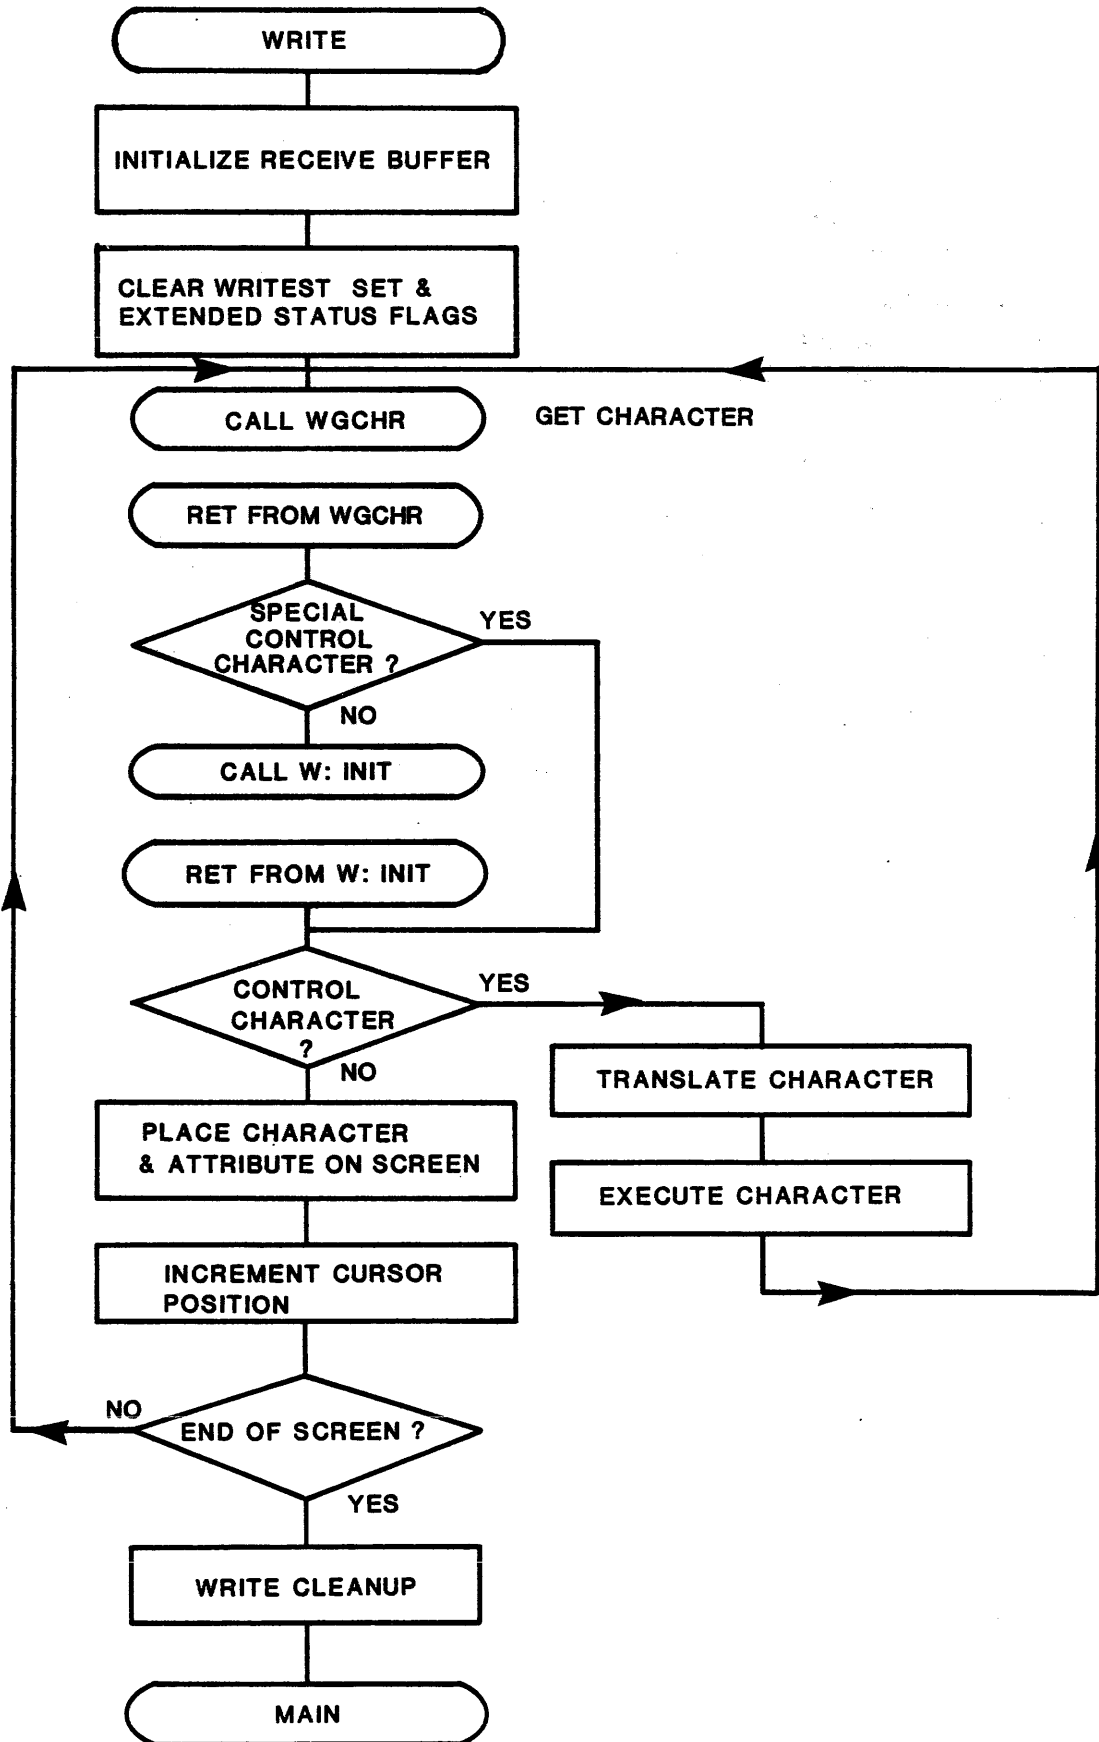 WRITE
INITIALIZE RECEIVE BUFFER
CLEAR WRITEST SET &
EXTENDED STATUS FLAGS
CALL WGCHR
GET CHARACTER
RET FROM WGCHR
SPECIAL
CONTROL
CHARACTER ?
YES
NO
CALL W: INIT
RET FROM W: INIT
CONTROL
CHARACTER
?
YES
NO
TRANSLATE CHARACTER
EXECUTE CHARACTER
PLACE CHARACTER
& ATTRIBUTE ON SCREEN
INCREMENT CURSOR
POSITION
NO
END OF SCREEN ?
YES
WRITE CLEANUP
MAIN